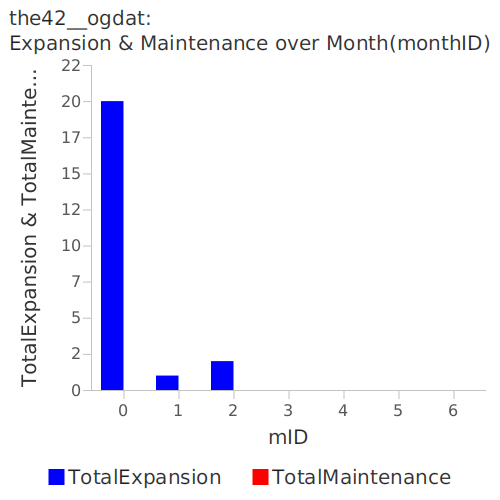 the42__ogdat:
Expansion & Maintenance over Month(monthID)
TotalExpansion & TotalMainte...
22
20
17
15
12
10
7
5
2
0
0 1 2 3 4 5 6
mID
TotalExpansion TotalMaintenance